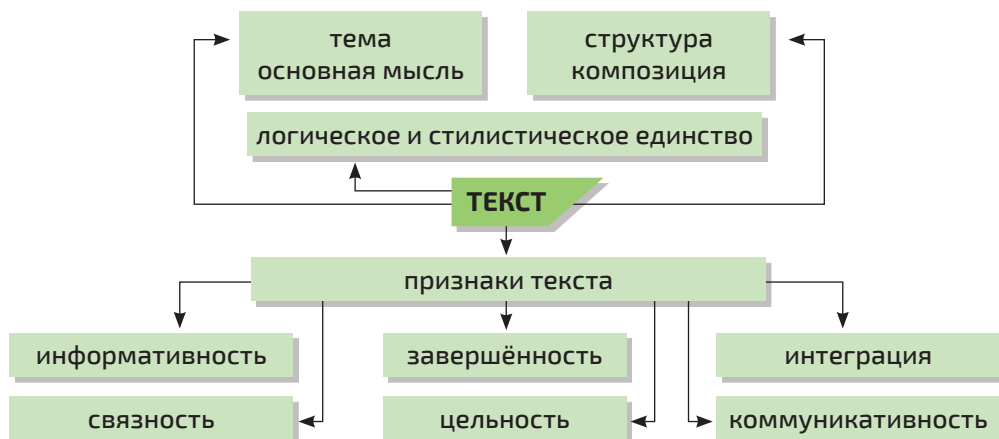 тема
основная мысль
структура
композиция
логическое и стилистическое единство
ТЕКСТ
признаки текста
информативность
завершённость
интеграция
связность
цельность
коммуникативность